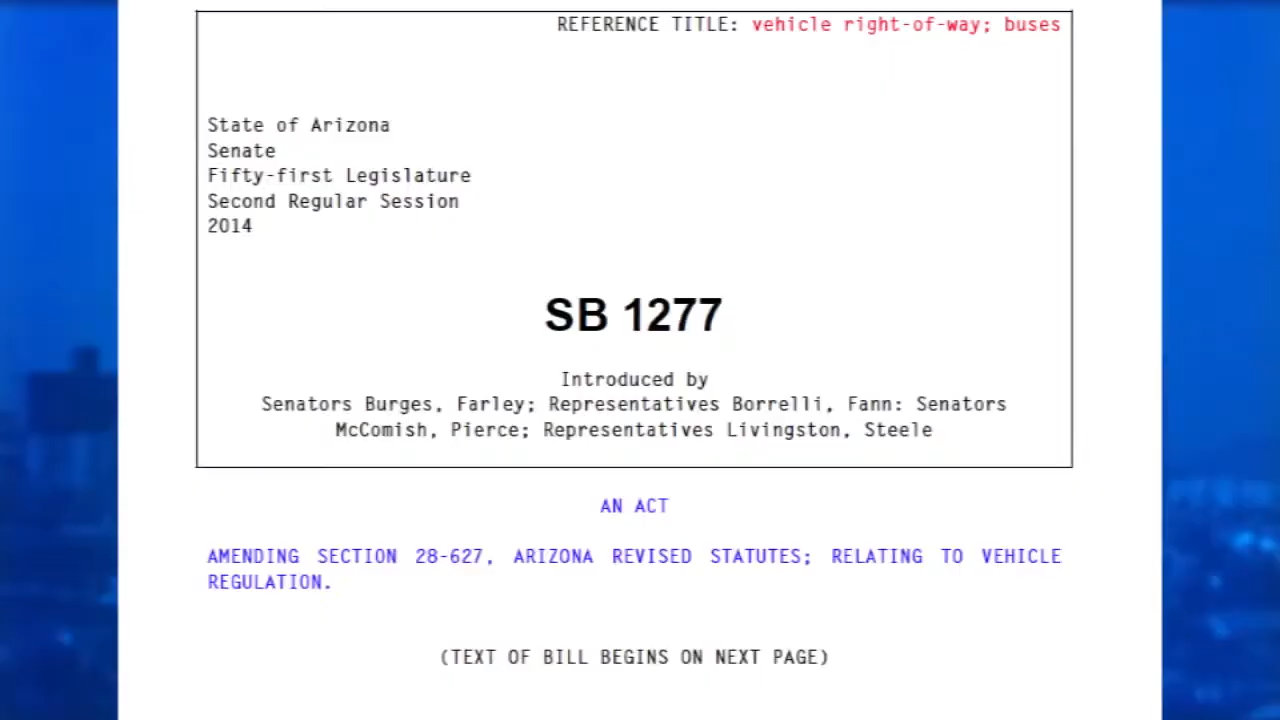 REFERENCE TITLE: vehicle right-of-way; buses
State of Arizona
Senate
Fifty-first Legislature
Second Regular Session
2014
SB 1277
Introduced by
Senators Burges, Farley; Representatives Borrelli, Fann: Senators
McComish, Pierce; Representatives Livingston, Steele
AN ACT
AMENDING SECTION 28-627, ARIZONA REVISED STATUTES; RELATING TO VEHICLE
REGULATION.
(TEXT OF BILL BEGINS ON NEXT PAGE)